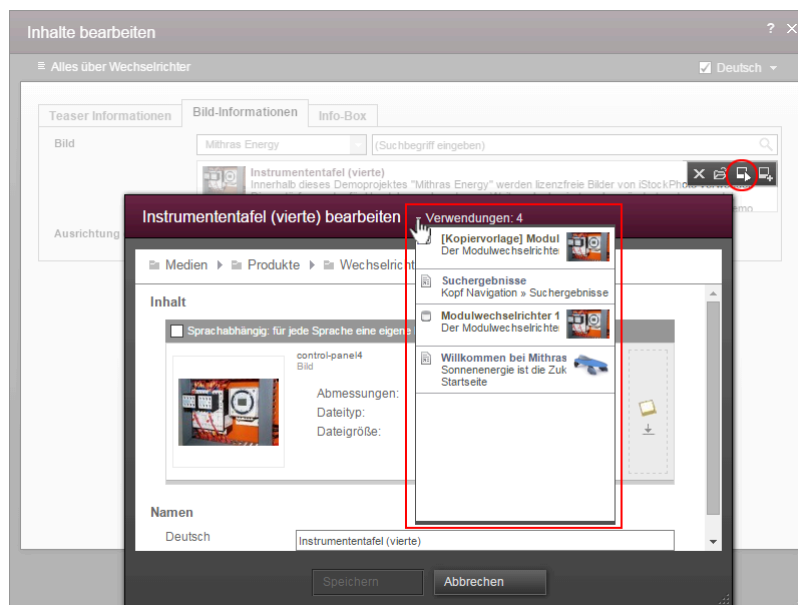 Inhalte bearbeiten
?
Alles über Wechselrichter
Deutsch
Teaser Informationen
Bild-Informationen
Info-Box
Bild
Mithras Energy
(Suchbegriff eingeben)
Instrumententafel (vierte)
Innerhalb dieses Demoprojektes "Mithras Energy" werden lizenzfreie Bilder von iStockPhoto
Ausrichtung
Instrumententafel (vierte) bearbeiten
Verwendungen: 4
[Kopiervorlage] Modul
Der Modulwechselrichte
Medien
Produkte
Wechselricht
Suchergebnisse
Kopf Navigation » Suchergebnisse
Inhalt
Modulwechselrichter 1
Der Modulwechselrichte
Sprachabhängig: für jede Sprache eine eigene
control-panel4
Bild
Willkommen bei Mithras
Sonnenenergie ist die Zuk
Startseite
Abmessungen:
Dateityp:
Dateigröße:
Namen
Deutsch
Instrumententafel (vierte)
Speichern
Abbrechen